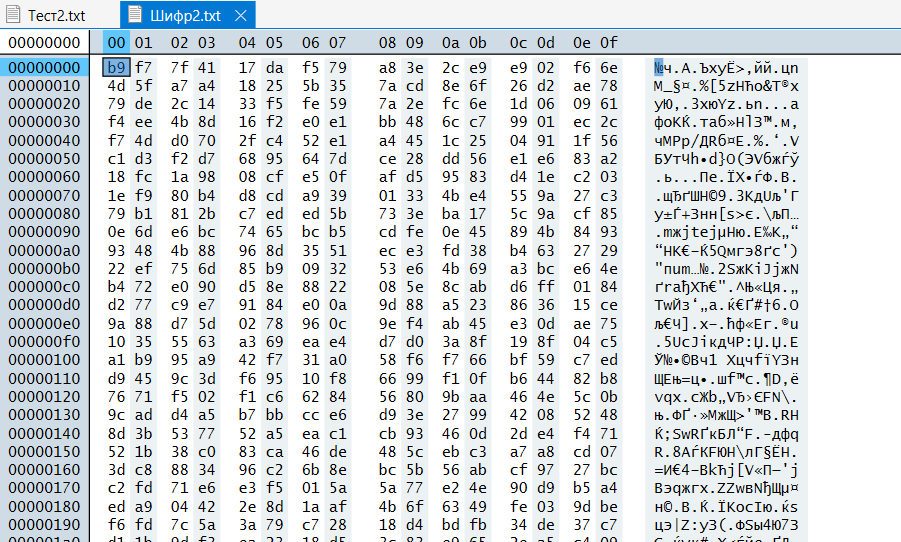 Тест2.txt Шифр2.txt ×
00000000 00 01 02 03 04 05 06 07 08 09 0a 0b 0c 0d 0e 0f
00000000 b9 f7 7f 41 17 da f5 79 a8 3e 2c e9 e9 02 f6 6e №ч.A.ЪхyЁ>,йй.цn
00000010 4d 5f a7 a4 18 25 5b 35 7a cd 8e 6f 26 d2 ae 78 M_§¤.%[5zНЋo&Т®x
00000020 79 de 2c 14 33 f5 fe 59 7a 2e fc 6e 1d 06 09 61 yЮ,.3хюYz.ьn...a
00000030 f4 ee 4b 8d 16 f2 e0 e1 bb 48 6c c7 99 01 ec 2c фоKЌ.таб»HlЗ™.м,
00000040 f7 4d d0 70 2f c4 52 e1 a4 45 1c 25 04 91 1f 56 чMРp/ДRб¤E.%.‘.V
00000050 c1 d3 f2 d7 68 95 64 7d ce 28 dd 56 e1 e6 83 a2 БУтЧh•d}О(ЭVбжѓў
00000060 18 fc 1a 98 08 cf e5 0f af d5 95 83 d4 1e c2 03
00000070 1e f9 80 b4 d8 cd a9 39 01 33 4b e4 55 9a 27 c3 .щЂґШН©9.3KдUљ'Г
00000080 79 b1 81 2b c7 ed ed 5b 73 3e ba 17 5c 9a cf 85 y±Ѓ+Знн[s>є.\љП…
00000090 0e 6d e6 bc 74 65 bc b5 cd fe 0e 45 89 4b 84 93 .mжјteјµНю.E‰K„“
000000a0 93 48 4b 88 96 8d 35 51 ec e3 fd 38 b4 63 27 29 “HK€–Ќ5Qмгэ8ґc')
000000b0 22 ef 75 6d 85 b9 09 32 53 e6 4b 69 a3 bc e6 4e "пum…№.2SжKiЈјжN
000000c0 b4 72 e0 90 d5 8e 88 22 08 5e 8c ab d6 ff 01 84 ґrађХЋ€".^Њ«Ця.„
000000d0 d2 77 c9 e7 91 84 e0 0a 9d 88 a5 23 86 36 15 ce ТwЙз‘„а.ќ€Ґ#†6.О
000000e0 9a 88 d7 5d 02 78 96 0c 9e f4 ab 45 e3 0d ae 75 љ€Ч].x–.ћф«Eг.®u
000000f0 10 35 55 63 a3 69 ea e4 d7 d0 3a 8f 19 8f 04 c5 .5UcЈiкдЧР:Џ.Џ.Е
00000100 a1 b9 95 a9 42 f7 31 a0 58 f6 f7 66 bf 59 c7 ed Ў№•©Bч1 XцчfїYЗн
00000110 d9 45 9c 3d f6 95 10 f8 66 99 f1 0f b6 44 82 b8 ЩEњ=ц•.шf™с.¶D‚ё
00000120 76 71 f5 02 f1 c6 62 84 56 80 9b aa 46 4e 5c 0b vqх.сЖb„VЂ›ЄFN\.
00000130 9c ad d4 a5 b7 bb cc e6 d9 3e 27 99 42 08 52 48
00000140 8d 3b 53 77 52 a5 ea c1 cb 93 46 0d 2d e4 f4 71 Ќ;SwRҐкБЛ“F.-дфq
00000150 52 1b 38 c0 83 ca 46 de 48 5c eb c3 a7 a8 cd 07 R.8АѓКFЮH\лГ§ЁН.
00000160 3d c8 88 34 96 c2 6b 8e bc 5b 56 ab cf 97 27 bc =И€4–ВkЋј[V«П—'ј
00000170 c2 fd 71 e6 e3 f5 01 5a 5a 77 e2 4e 90 d9 b5 a4 Вэqжгх.ZZwвNђЩµ¤
00000180 ed a9 04 42 2e 8d 1a af 4b 6f 63 49 fe 03 9d be н©.B.Ќ.ЇKocIю.ќѕ
00000190 f6 fd 7c 5a 3a 79 c7 28 18 d4 bd fb 34 de 37 c7 цэ|Z:yЗ(.ФЅы4Ю7З